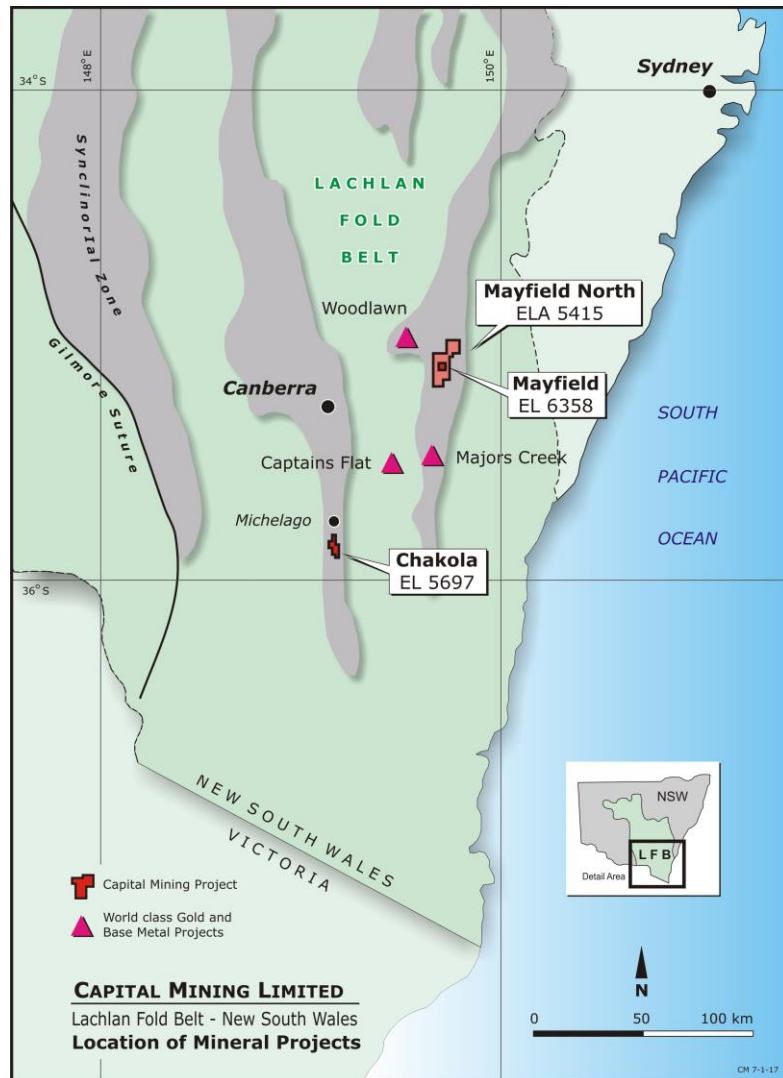 148°E
150°E
34°S
Sydney
Synclinorial Zone
LACHLAN
FOLD
BELT
Woodlawn
Mayfield North
ELA 5415
Gilmore Suture
Mayfield
EL 6358
Canberra
SOUTH
Captains Flat
Majors Creek
PACIFIC
Michelago
OCEAN
Chakola
EL 5697
36°S
NEW SOUTH WALES
VICTORIA
NSW
LFB
Detail Area
Capital Mining Project
World class Gold and
Base Metal Projects
N
CAPITAL MINING LIMITED
Lachlan Fold Belt - New South Wales
Location of Mineral Projects
0 50 100 km
CM 7-1-17